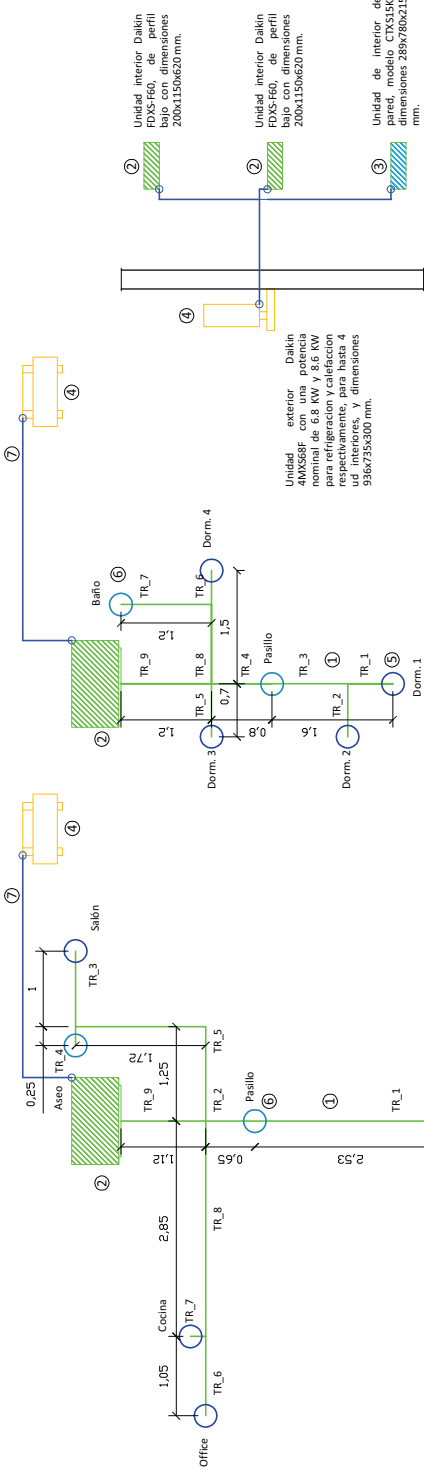 Unidad interior Daikin
FDXS-F60, de perfil
bajo con dimensiones
200x1150x620 mm.
②
Unidad interior Daikin
FDXS-F60, de perfil
bajo con dimensiones
200x1150x620 mm.
②
Unidad de interior de
pared, modelo CTXS15K
dimensiones 289x780x215
mm.
③
④
Unidad exterior Daikin
4MXS68F con una potencia
nominal de 6.8 KW y 8.6 KW
para refrigeracion y calefaccion
respectivamente, para hasta 4
ud interiores, y dimensiones
936x735x300 mm.
④
⑦
②
Baño
⑥
TR_7
Dorm. 4
TR_6
TR_9
TR_8
1,2
1,2
1,5
TR_5
TR_4
0,7
Dorm. 3
Pasillo
0,8
TR_3
①
TR_1
1,6
TR_2
Dorm. 2
⑤
Dorm. 1
④
⑦
Salón
1
TR_3
0,25
TR_4
Aseo
1,72
②
TR_5
1,25
TR_9
TR_2
1,12
Pasillo
⑥
0,65
①
2,53
TR_1
2,85
TR_8
Cocina
TR_7
1,05
TR_6
Office